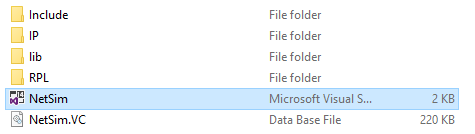 Include File folder
IP File folder
lib File folder
RPL File folder
NetSim Microsoft Visual S... 2 KB
NetSim.VC Data Base File 220 KB